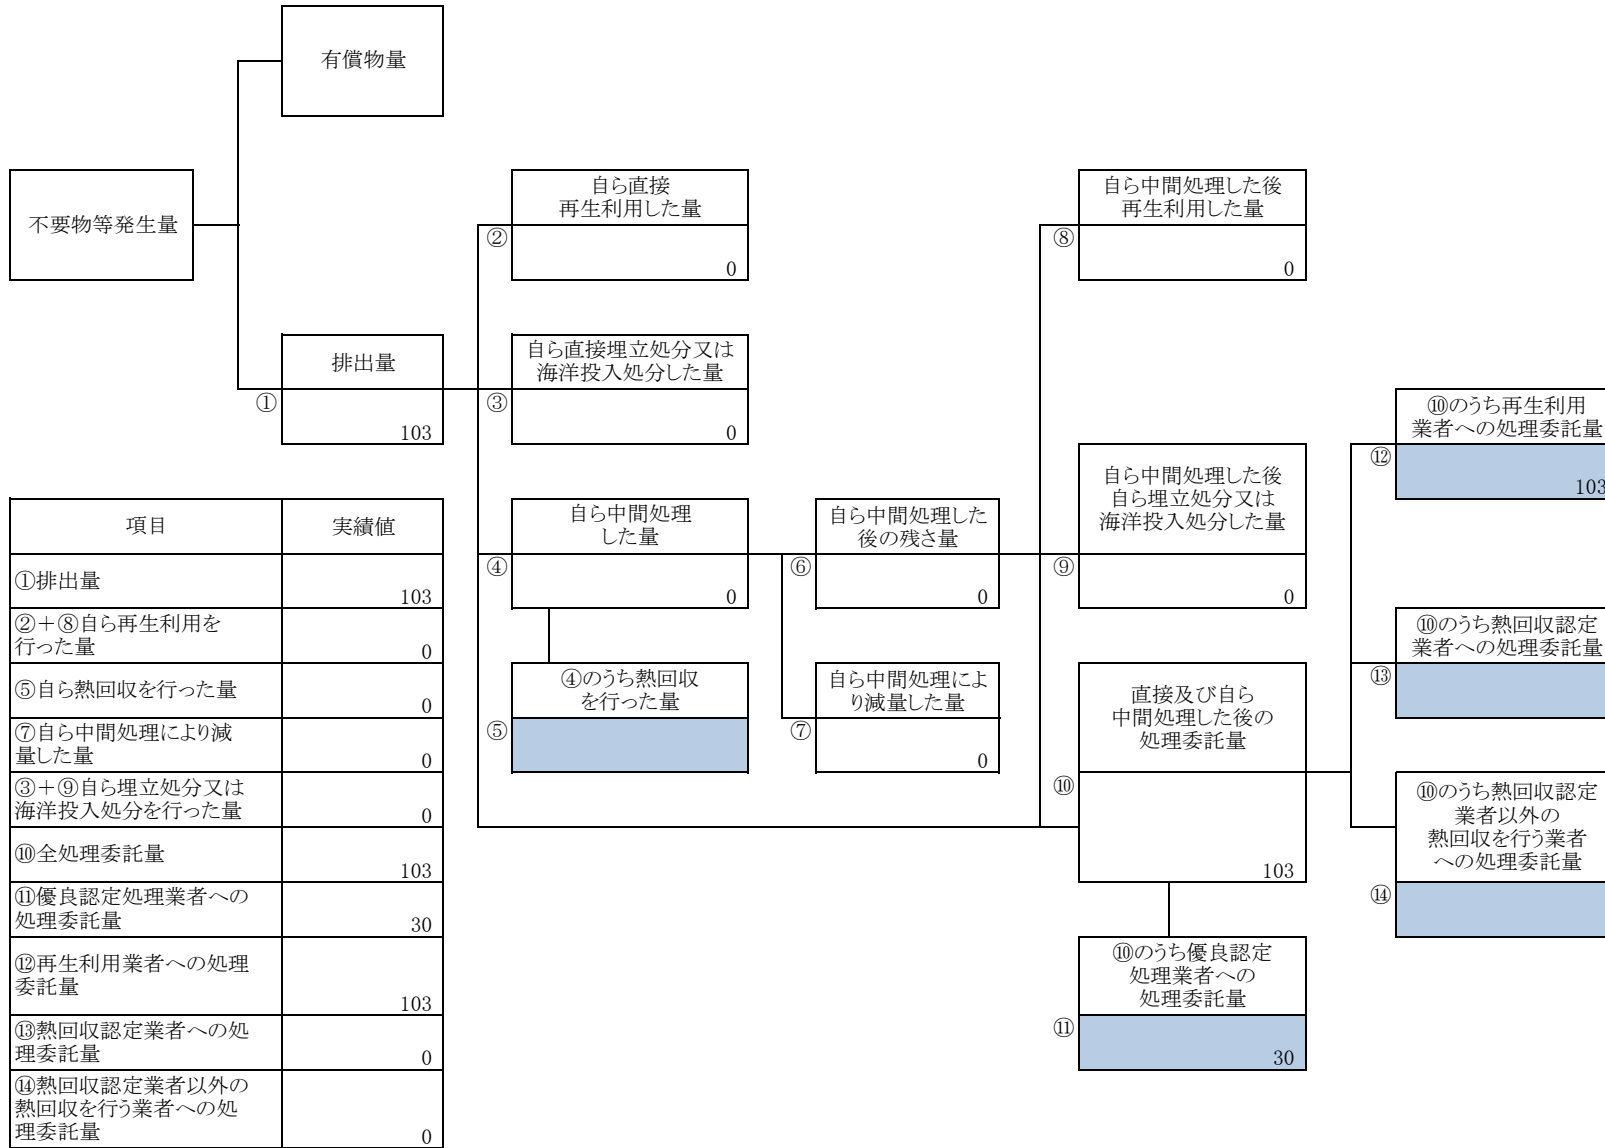 有償物量
不要物等発生量
自ら直接
再生利用した量
②
0
自ら中間処理した後
再生利用した量
⑧
0
排出量
①
103
自ら直接埋立処分又は
海洋投入処分した量
③
0
⑩のうち再生利用
業者への処理委託量
⑫
103
自ら中間処理した後
自ら埋立処分又は
海洋投入処分した量
⑨
0
自ら中間処理
した量
④
0
自ら中間処理した
後の残さ量
⑥
0
⑩のうち熱回収認定
業者への処理委託量
⑬
④のうち熱回収
を行った量
⑤
自ら中間処理によ
り減量した量
⑦
0
直接及び自ら
中間処理した後の
処理委託量
⑩
103
⑩のうち熱回収認定
業者以外の
熱回収を行う業者
への処理委託量
⑭
⑩のうち優良認定
処理業者への
処理委託量
⑪
30
項目 実績値
①排出量
103
②+⑧自ら再生利用を
行った量
0
⑤自ら熱回収を行った量
0
⑦自ら中間処理により減
量した量
0
③+⑨自ら埋立処分又は
海洋投入処分を行った量
0
⑩全処理委託量
103
⑪優良認定処理業者への
処理委託量
30
⑫再生利用業者への処理
委託量
103
⑬熱回収認定業者への処
理委託量
0
⑭熱回収認定業者以外の
熱回収を行う業者への処
理委託量
0